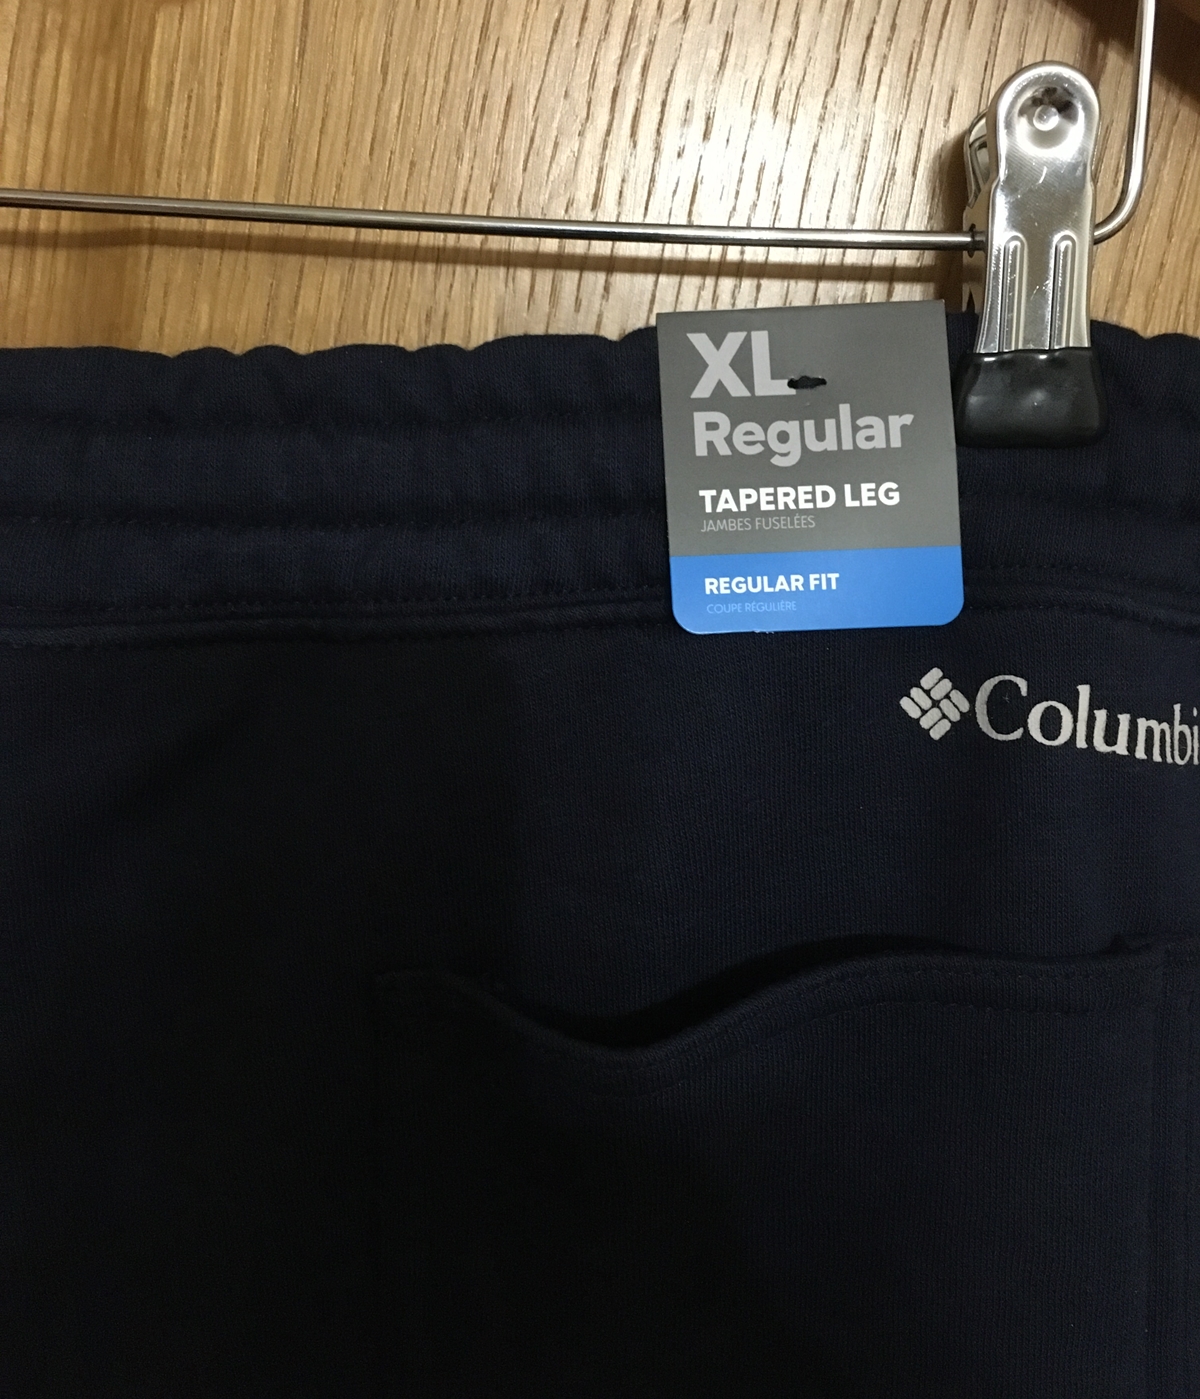 XL
Regular
TAPERED LEG
JAMBES FUSELÉES
REGULAR FIT
COUPE RÉGULIÈRE
Columbi